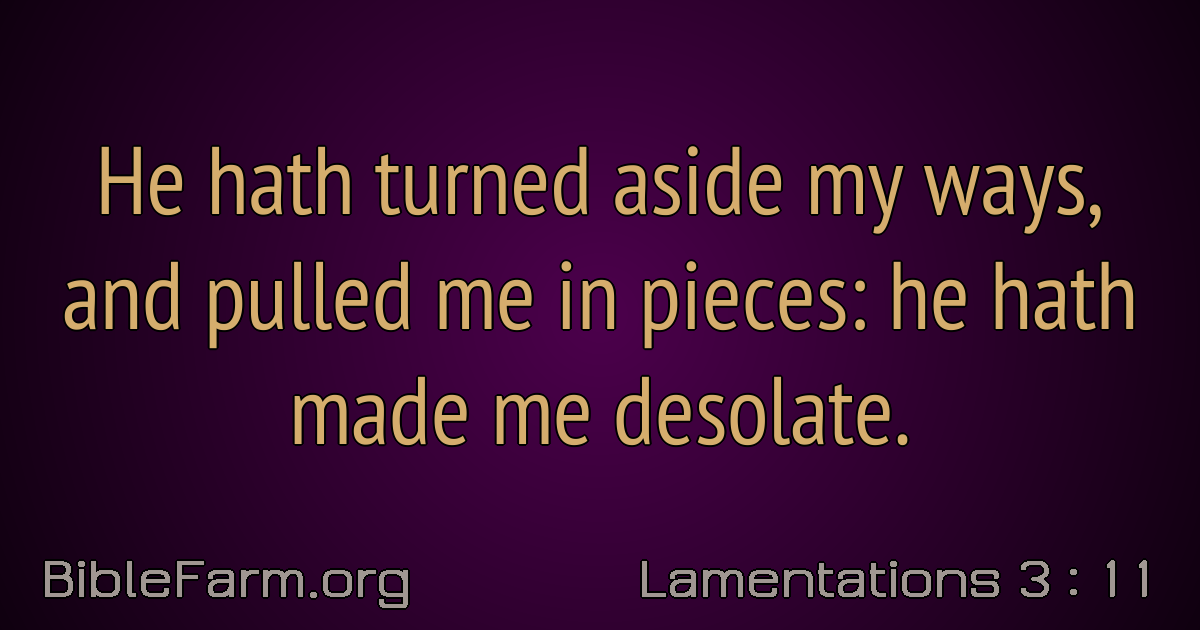 He hath turned aside my ways,
and pulled me in pieces: he hath
made me desolate.
BibleFarm.org
Lamentations 3 : 11